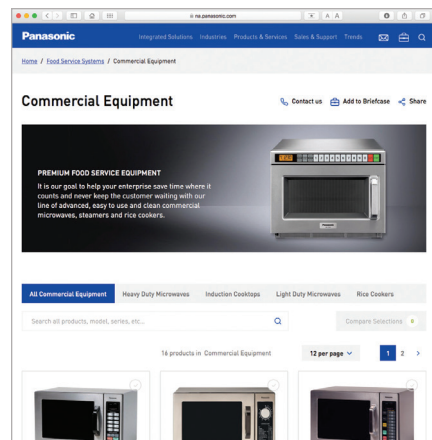 na.panasonic.com
Panasonic
Integrated Solutions Industries Products & Services Sales & Support Trends
Home / Food Service Systems / Commercial Equipment
Commercial Equipment
Contact us Add to Briefcase Share
PREMIUM FOOD SERVICE EQUIPMENT
It is our goal to help your enterprise save time where it
counts and never keep the customer waiting with our
line of advanced, easy to use and clean commercial
microwaves, steamers and rice cookers.
All Commercial Equipment Heavy Duty Microwaves Induction Cooktops Light Duty Microwaves Rice Cookers
Search all products, model, series, etc...
Compare Selections 0
16 products in Commercial Equipment 12 per page 1 2